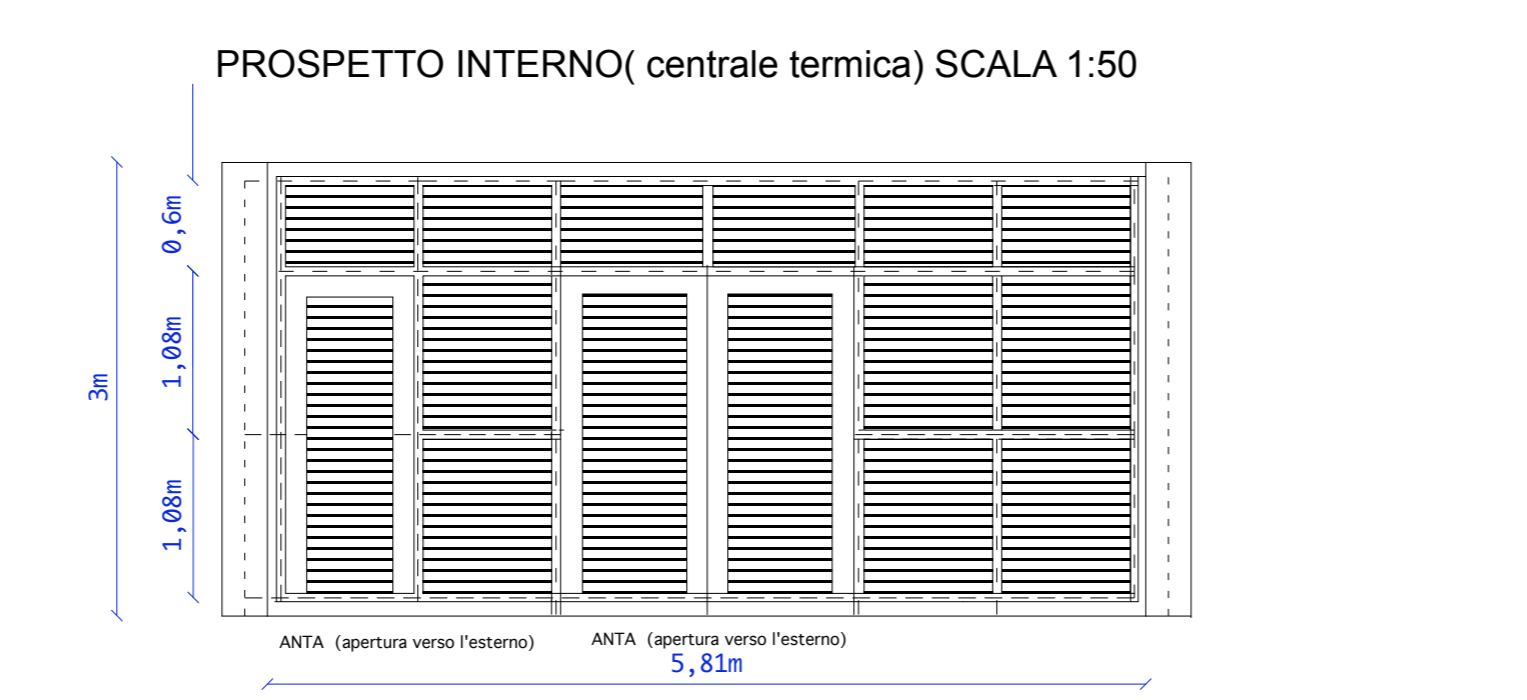 PROSPETTO INTERNO( centrale termica) SCALA 1:50
0,6m
1,08m
3m
1,08m
ANTA (apertura verso l'esterno)
ANTA (apertura verso l'esterno)
5,81m